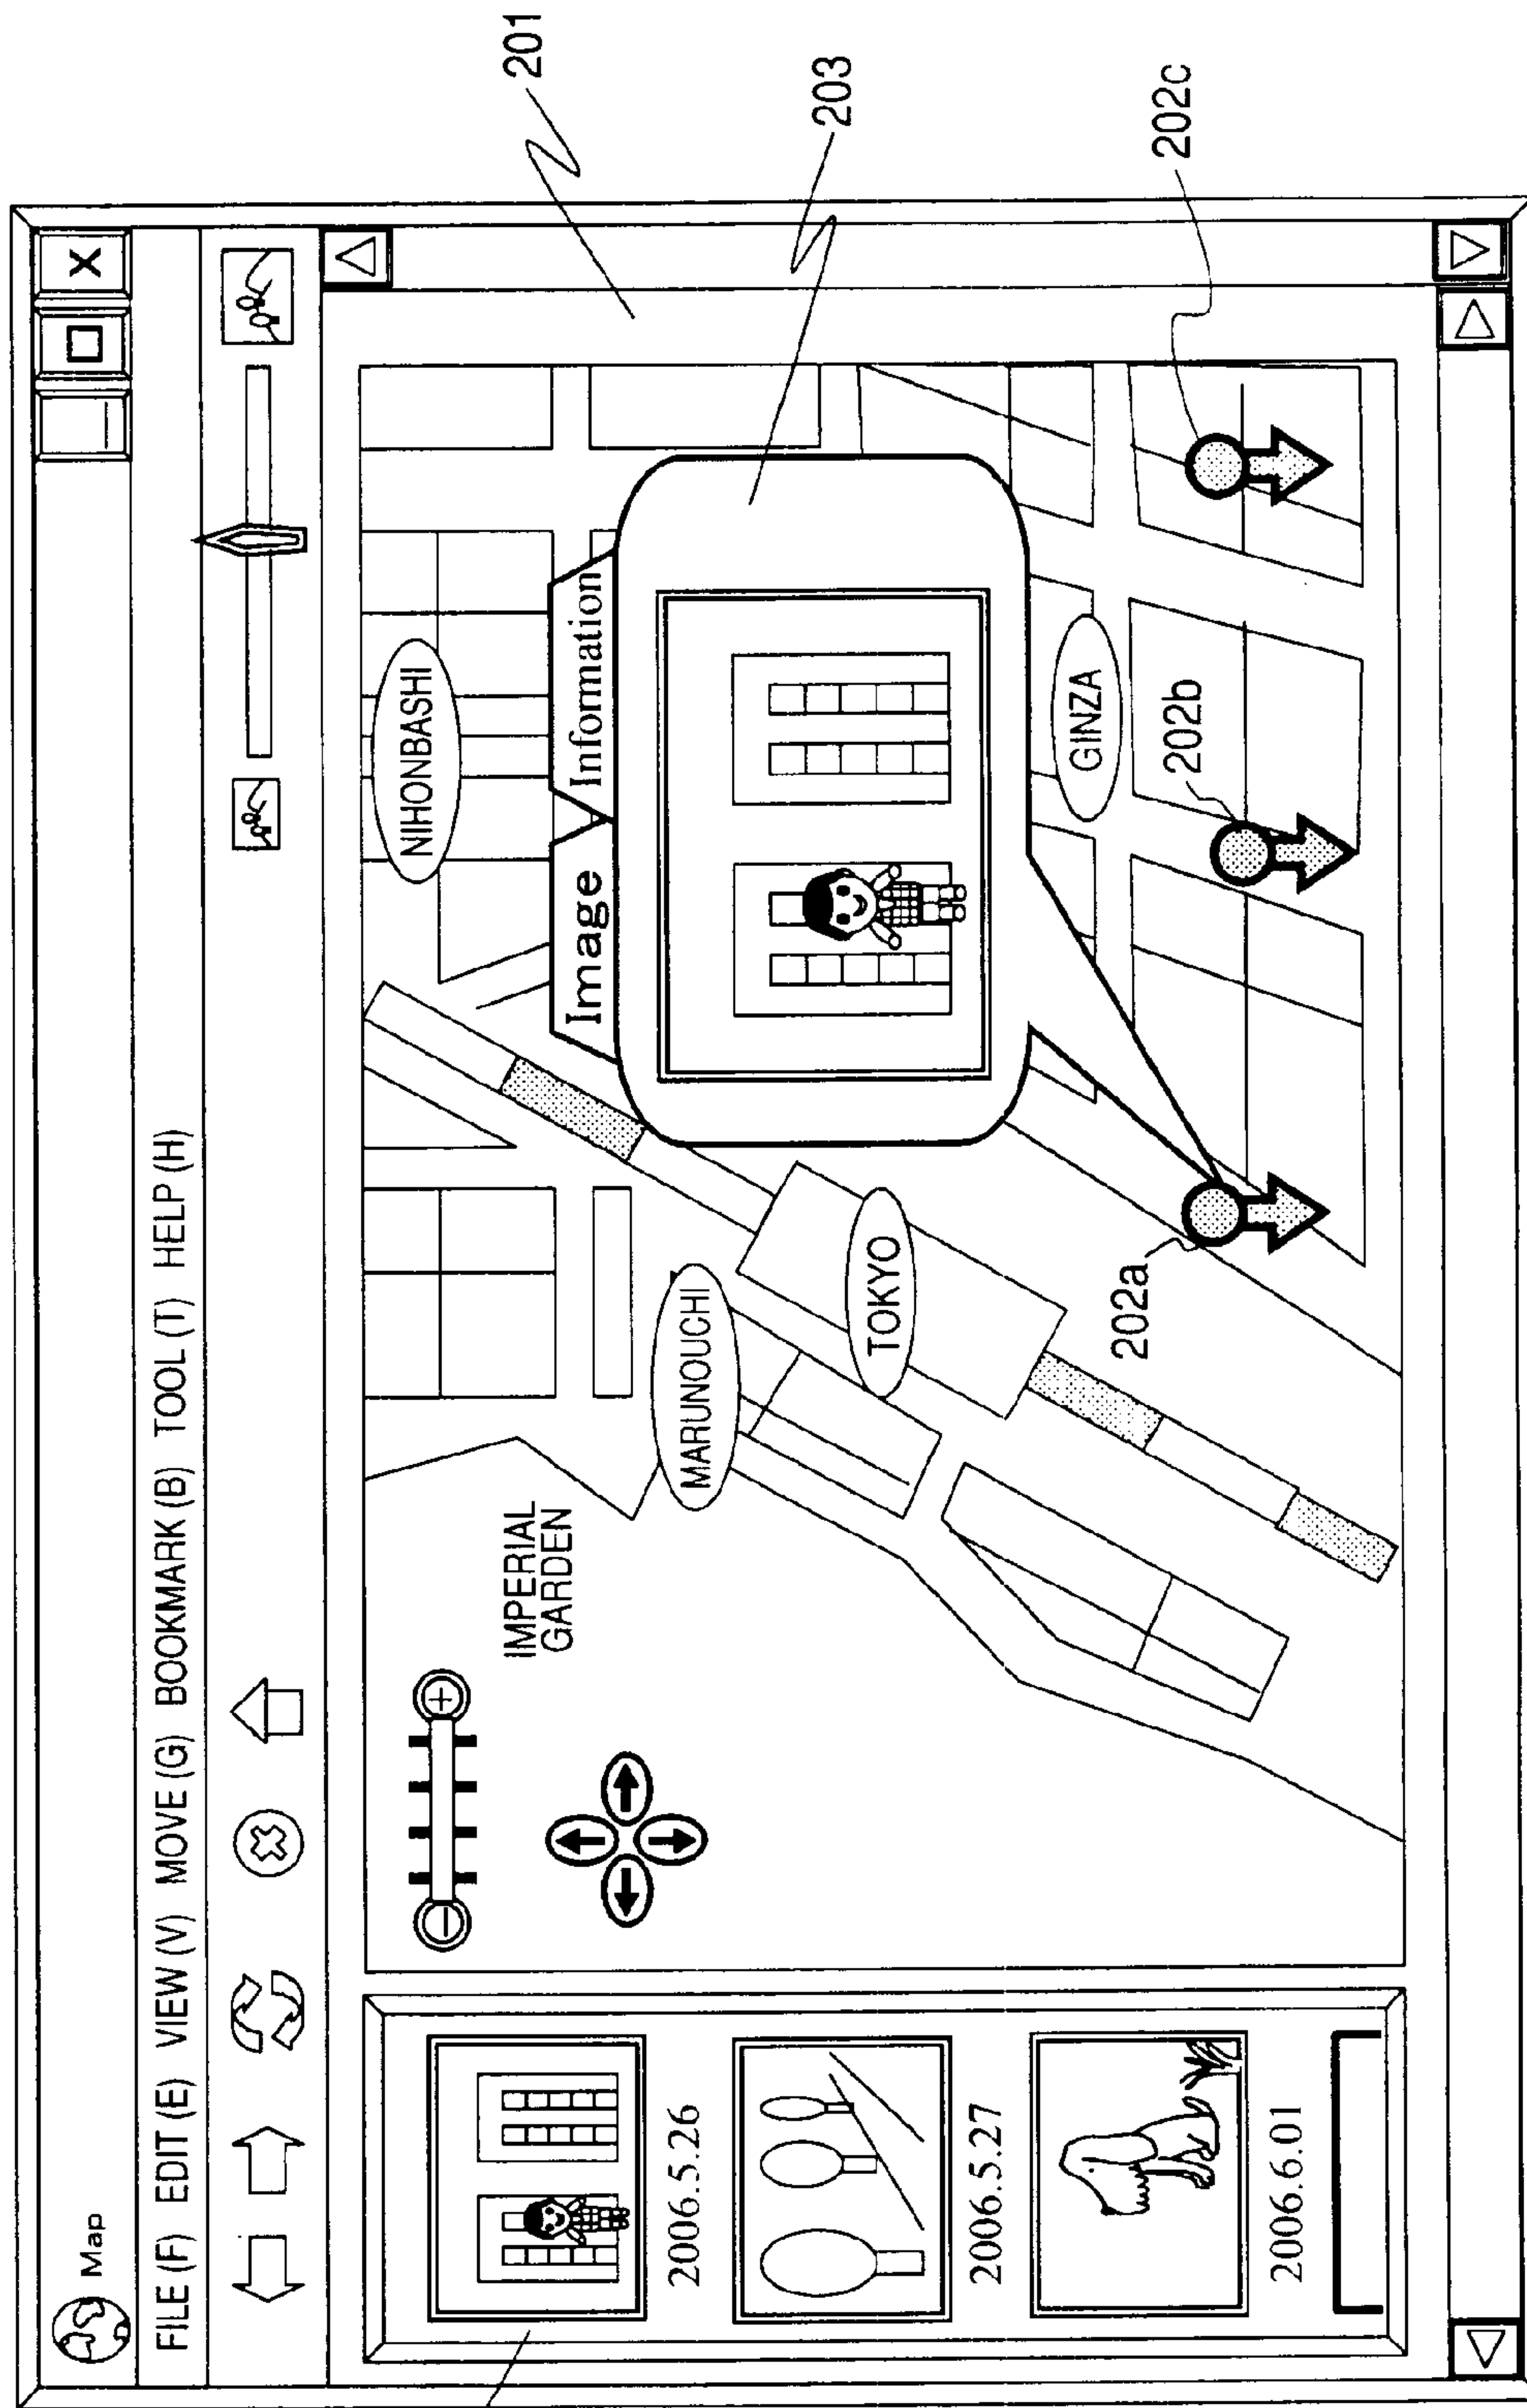 Map
FILE (F) EDIT (E) VIEW (V) MOVE (G) BOOKMARK (B) TOOL (T) HELP (H)
X
2006.5.26
2006.5.27
2006.6.01
IMPERIAL
GARDEN
MARUNOUCHI
TOKYO
NIHONBASHI
GINZA
Image
Information
201
203
202a
202b
202c